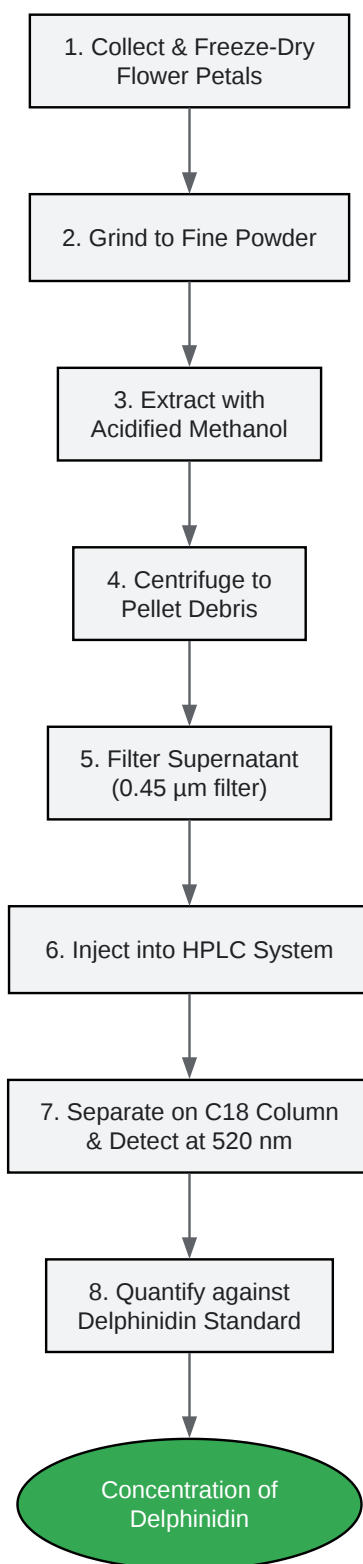 1. Collect & Freeze-Dry
Flower Petals
2. Grind to Fine Powder
3. Extract with
Acidified Methanol
4. Centrifuge to
Pellet Debris
5. Filter Supernatant
(0.45 µm filter)
6. Inject into HPLC System
7. Separate on C18 Column
& Detect at 520 nm
8. Quantify against
Delphinidin Standard
Concentration of
Delphinidin